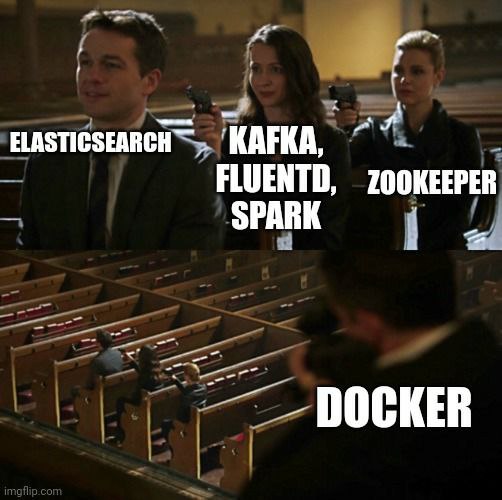 ELASTICSEARCH
KAFKA,
FLUENTD,
SPARK
ZOOKEEPER
DOCKER
imgflip.com